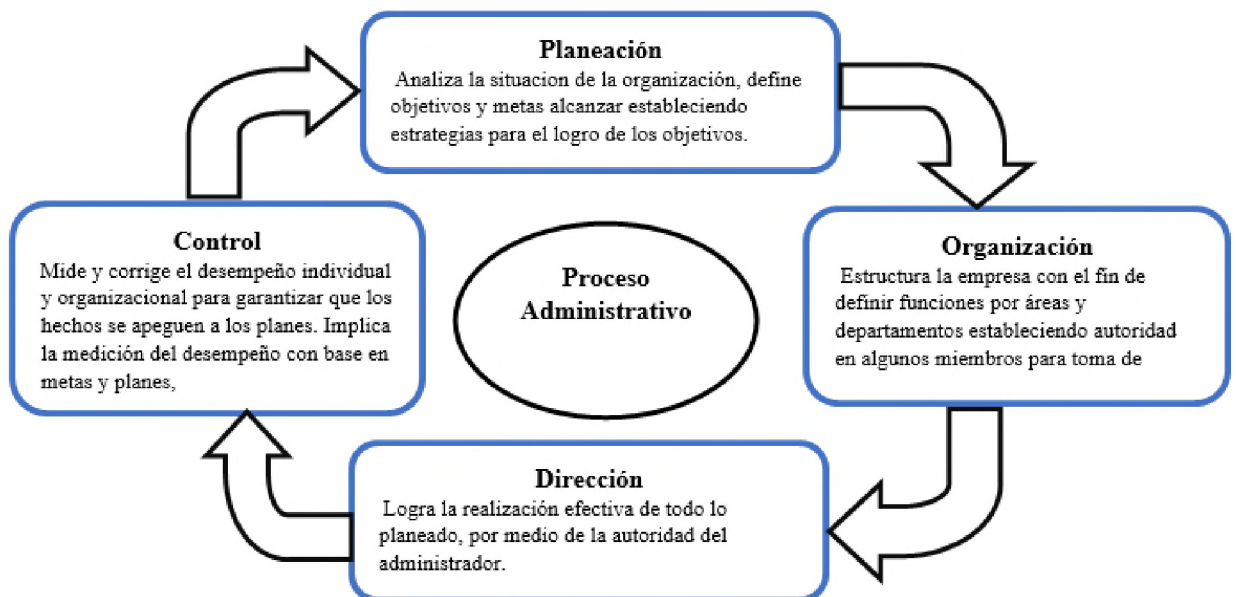 Planeación
Analiza la situacion de la organización, define
objetivos y metas alcanzar estableciendo
estrategias para el logro de los objetivos.
Control
Mide y corrige el desempeño individual
y organizacional para garantizar que los
hechos se apeguen a los planes. Implica
la medición del desempeño con base en
metas y planes,
Proceso
Administrativo
Organización
Estructura la empresa con el fin de
definir funciones por áreas y
departamentos estableciendo autoridad
en algunos miembros para toma de
Dirección
Logra la realización efectiva de todo lo
planeado, por medio de la autoridad del
administrador.